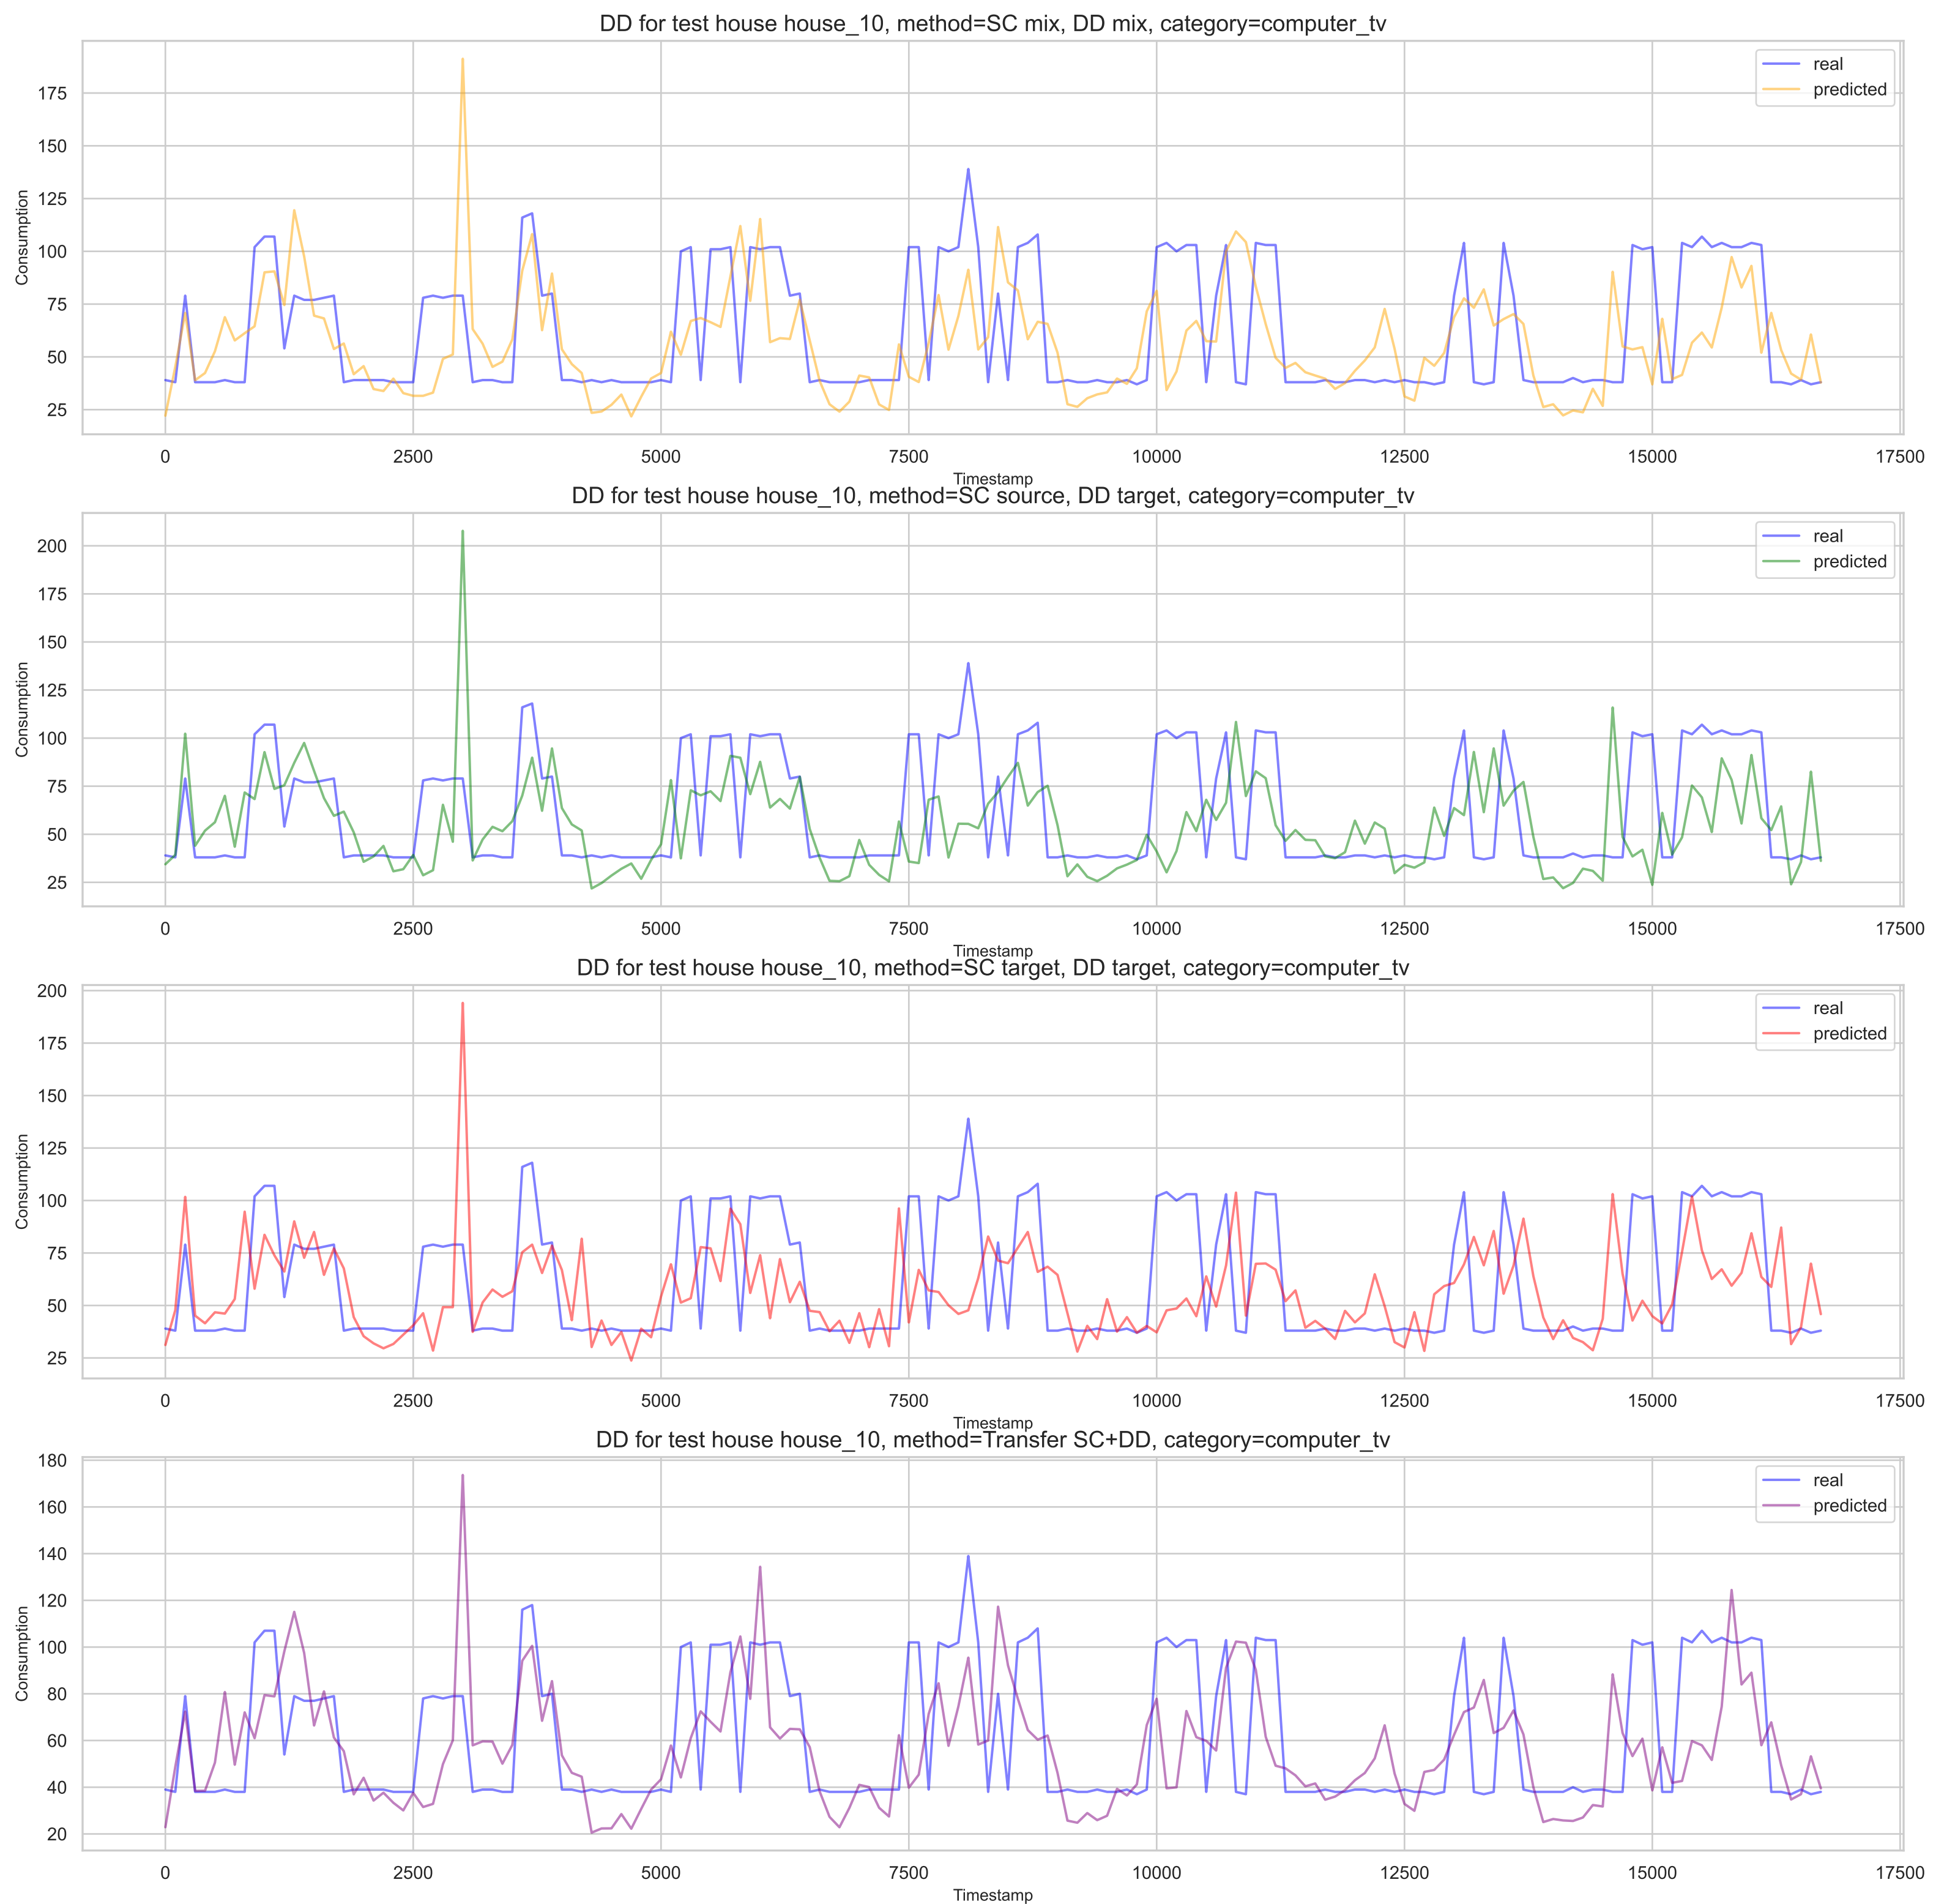 DD for test house house_10, method=SC mix, DD mix, category=computer_tv
real
predicted
Consumption
175
150
125
100
75
50
25
0 2500 5000 7500 10000 12500 15000 17500
Timestamp
DD for test house house_10, method=SC source, DD target, category=computer_tv
real
predicted
Consumption
200
175
150
125
100
75
50
25
0 2500 5000 7500 10000 12500 15000 17500
Timestamp
DD for test house house_10, method=SC target, DD target, category=computer_tv
real
predicted
Consumption
200
175
150
125
100
75
50
25
0 2500 5000 7500 10000 12500 15000 17500
Timestamp
DD for test house house_10, method=Transfer SC+DD, category=computer_tv
real
predicted
Consumption
180
160
140
120
100
80
60
40
20
0 2500 5000 7500 10000 12500 15000 17500
Timestamp